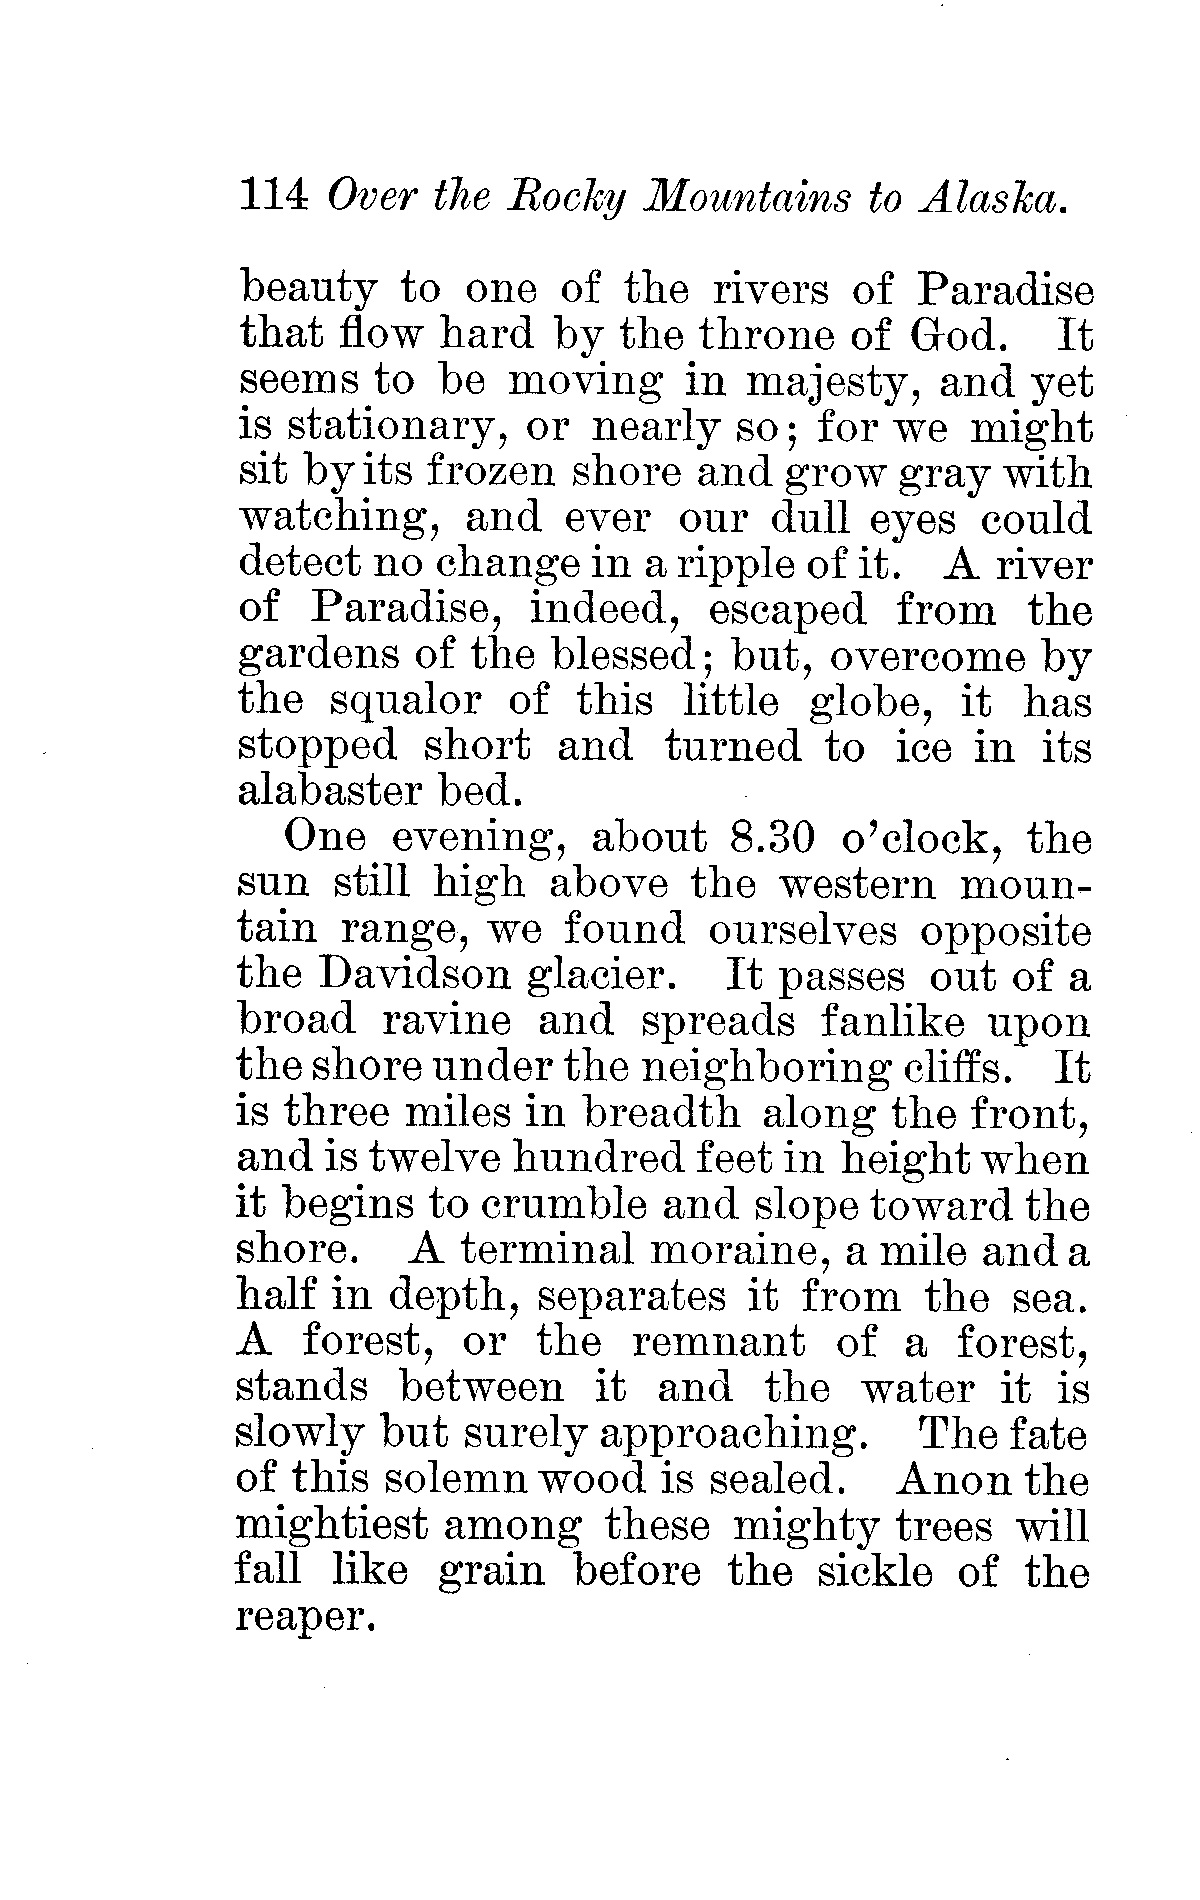 114 Over the Rocky Mountains to Alaska.
beauty to one of the rivers of Paradise
that flow hard by the throne of God. It
seems to be moving in majesty, and yet
is stationary, or nearly so; for we might
sit by its frozen shore and grow gray with
watching, and ever our dull eyes could
detect no change in a ripple of it. A river
of Paradise, indeed, escaped from the
gardens of the blessed; but, overcome by
the squalor of this little globe, it has
stopped short and turned to ice in its
alabaster bed.
One evening, about 8.30 o'clock, the
sun still high above the western moun-
tain range, we found ourselves opposite
the Davidson glacier. It passes out of a
broad ravine and spreads fanlike upon
the shore under the neighboring cliffs. It
is three miles in breadth along the front,
and is twelve hundred feet in height when
it begins to crumble and slope toward the
shore. A terminal moraine, a mile and a
half in depth, separates it from the sea.
A forest, or the remnant of a forest,
stands between it and the water it is
slowly but surely approaching. The fate
of this solemn wood is sealed. Anon the
mightiest among these mighty trees will
fall like grain before the sickle of the
reaper.